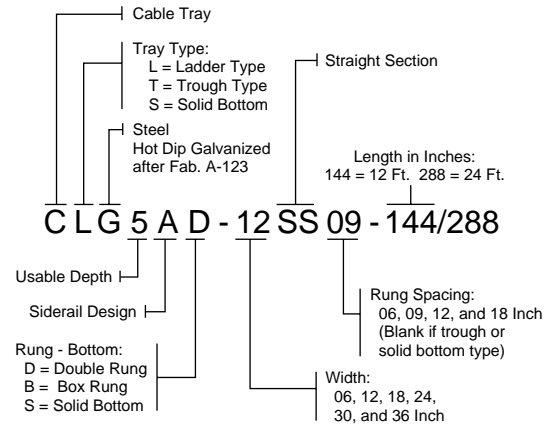 Cable Tray
Tray Type:
L = Ladder Type
T = Trough Type
S = Solid Bottom
Straight Section
Steel
Hot Dip Galvanized
after Fab. A-123
Length in Inches:
144 = 12 Ft. 288 = 24 Ft.
C L G 5 A D - 12 SS 09 - 144/288
Usable Depth
Siderail Design
Rung - Bottom:
D = Double Rung
B = Box Rung
S = Solid Bottom
Rung Spacing:
06, 09, 12, and 18 Inch
(Blank if trough or
solid bottom type)
Width:
06, 12, 18, 24,
30, and 36 Inch